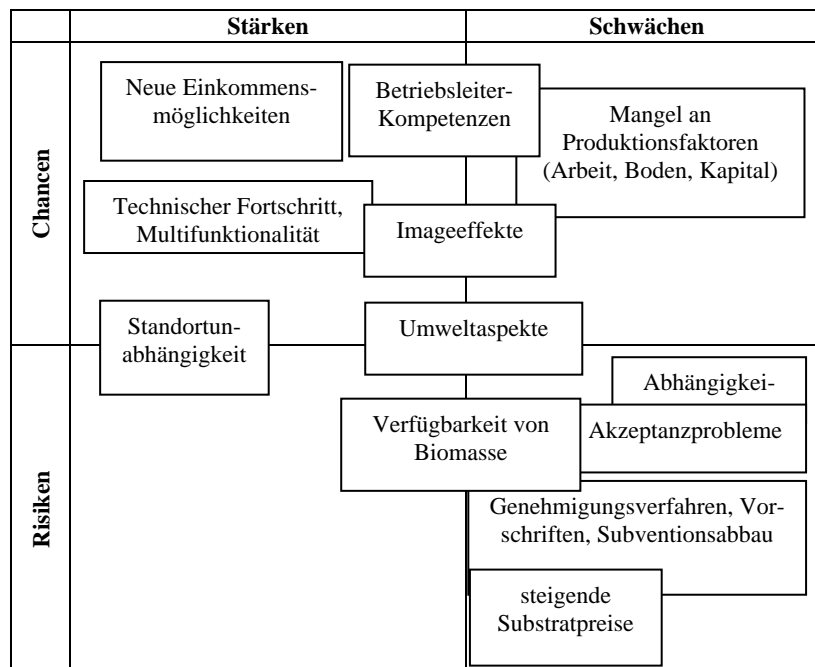 Stärken
Schwächen
Chancen
Neue Einkommens-
möglichkeiten
Betriebsleiter-
Kompetenzen
Mangel an
Produktionsfaktoren
(Arbeit, Boden, Kapital)
Technischer Fortschritt,
Multifunktionalität
Imageeffekte
Standortun-
abhängigkeit
Umweltaspekte
Risiken
Verfügbarkeit von
Biomasse
Abhängigkei-
Akzeptanzprobleme
Genehmigungsverfahren, Vor-
schriften, Subventionsabbau
steigende
Substratpreise